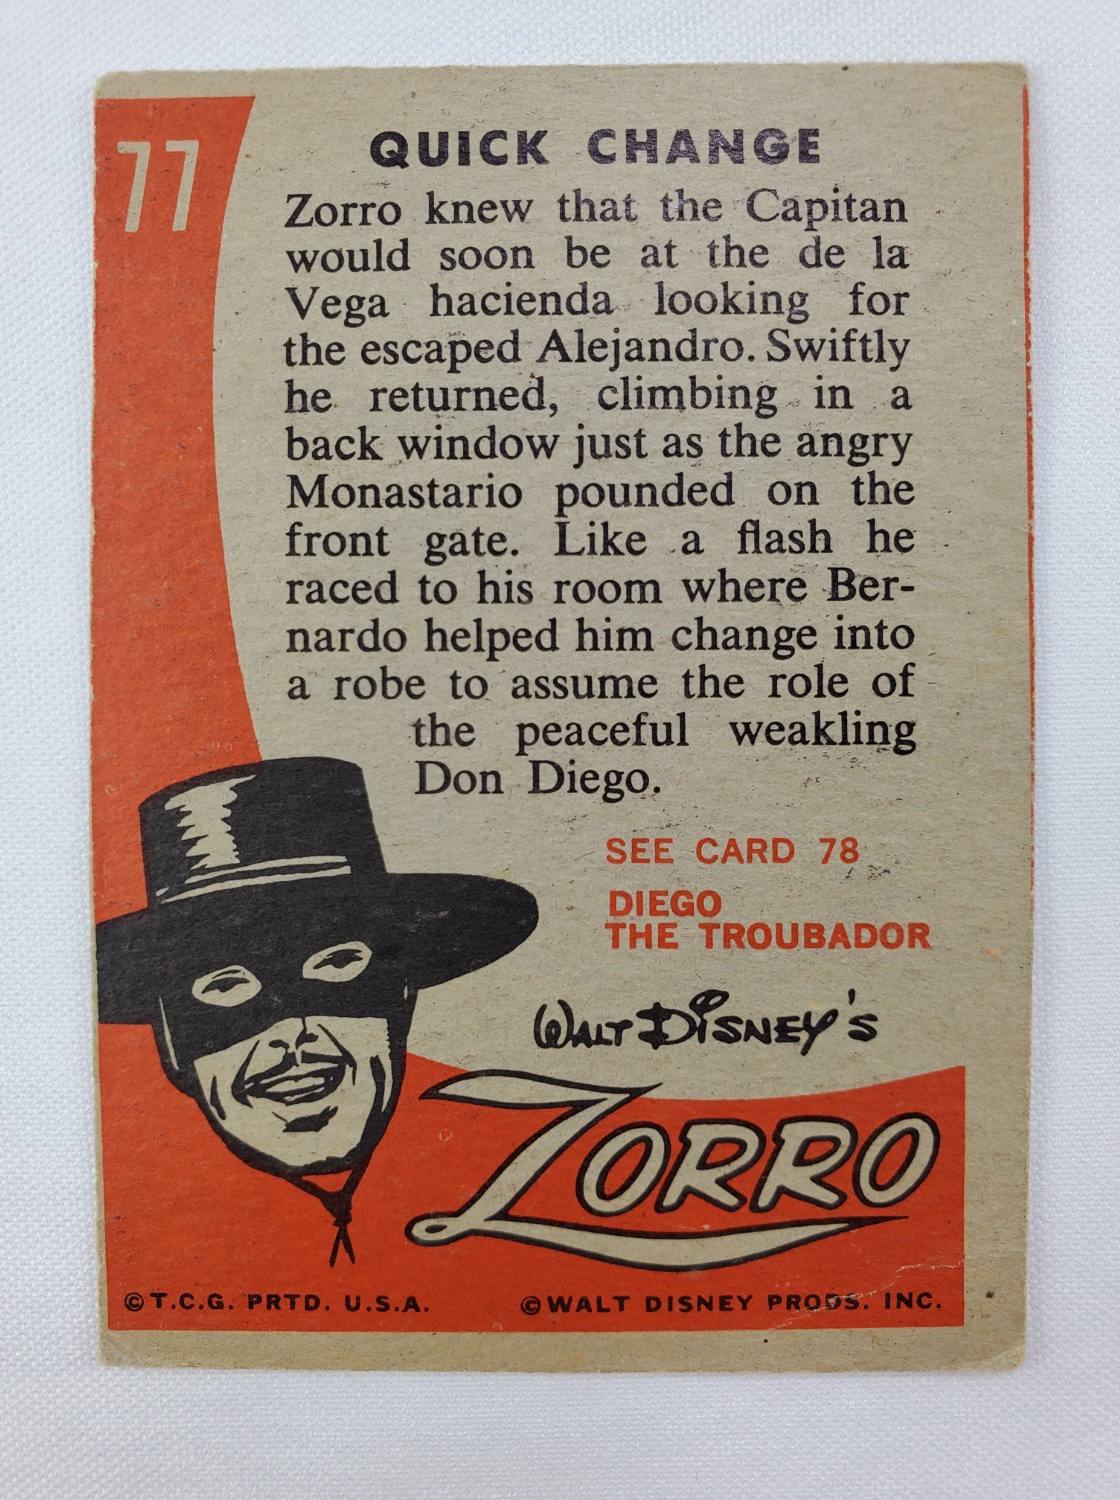 77
QUICK CHANGE
Zorro knew that the Capitan
would soon be at the de la
Vega hacienda looking for
the escaped Alejandro. Swiftly
he returned, climbing in a
back window just as the angry
Monastario pounded on the
front gate. Like a flash he
raced to his room where Ber-
nardo helped him change into
a robe to assume the role of
the peaceful weakling
Don Diego.
SEE CARD 78
DIEGO
THE TROUBADOR
WALT DISNEY'S
ZORRO
©T.C.G. PRTD. U.S.A.
©WALT DISNEY PRODS. INC.